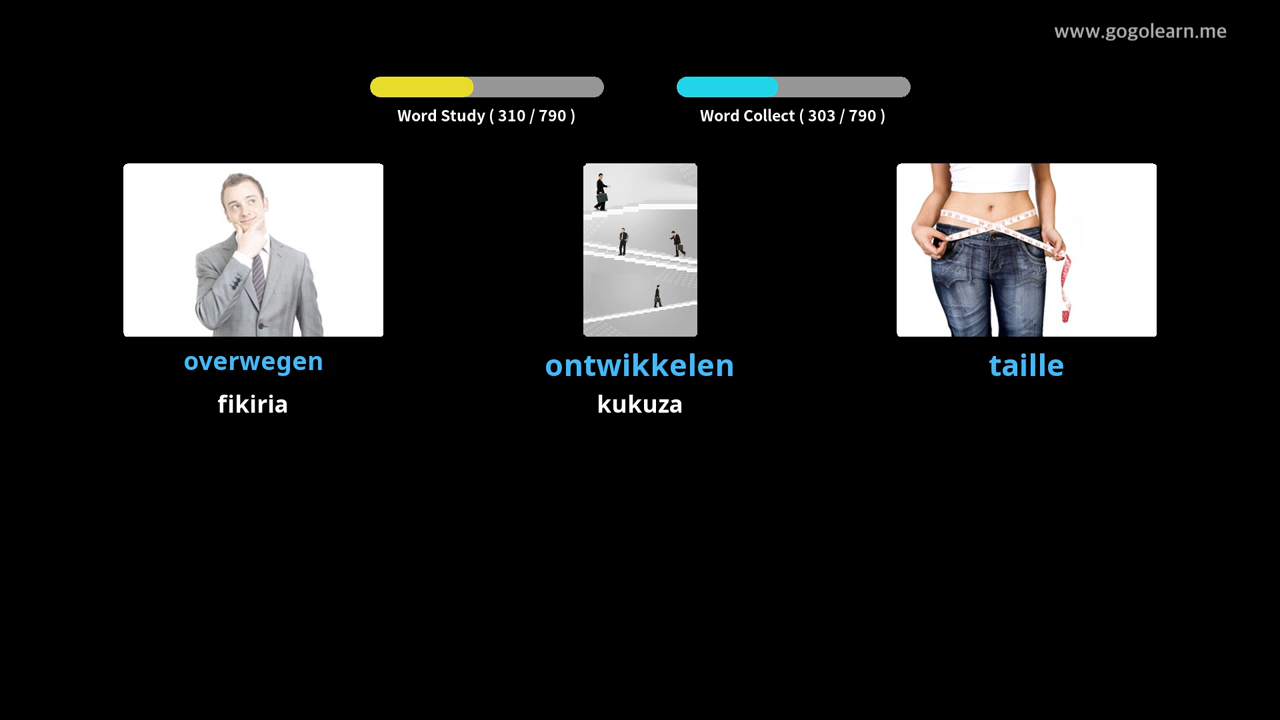 www.gogolearn.me
Word Study ( 310 / 790 )
Word Collect ( 303 / 790 )
overwegen
ontwikkelen
taille
fikiria
kukuza